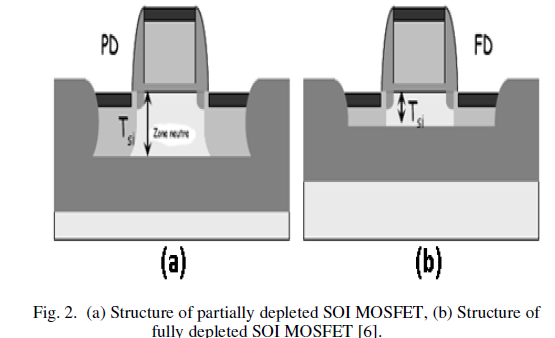 PD
FD
Tsi
Zone neutre
Tsi
(a)
(b)
Fig. 2. (a) Structure of partially depleted SOI MOSFET, (b) Structure of
fully depleted SOI MOSFET [6].